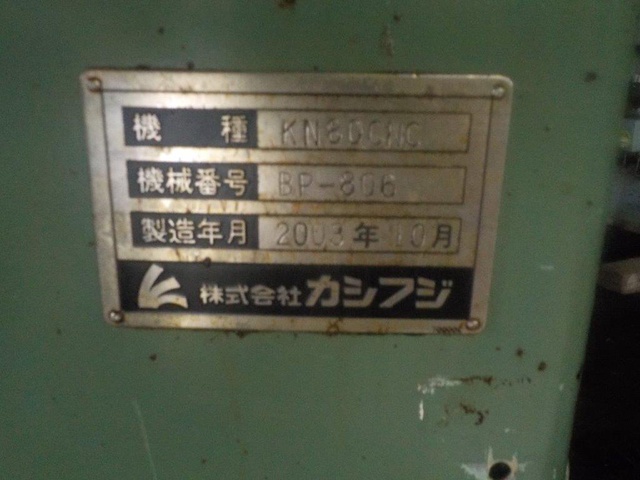 機種 KN80CNC
機械番号 BP-806
製造年月 2003年10月
株式会社カシフジ